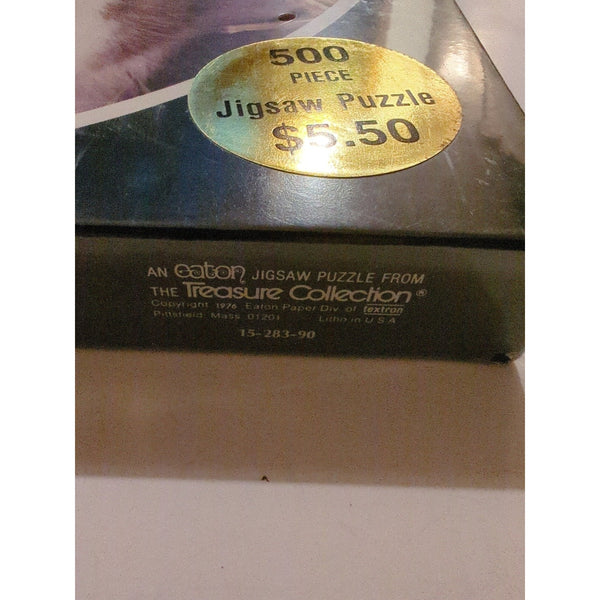 500
PIECE
Jigsaw Puzzle
$5.50
AN eaton JIGSAW PUZZLE FROM
THE Treasure Collection®
Copyright 1976 Eaton Paper Div. of textron
Pittsfield, Mass. 01201 Litho in U S A
15-283-90